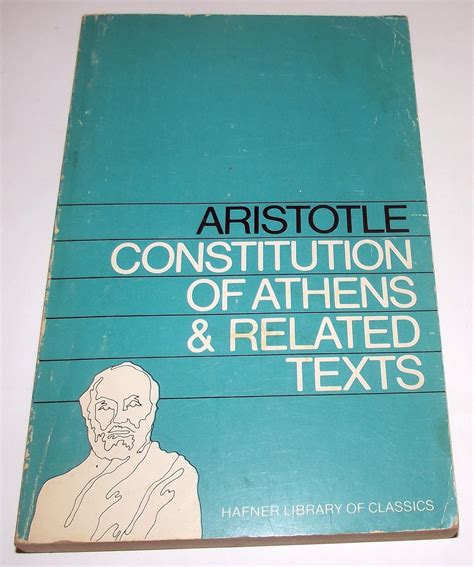 ARISTOTLE
CONSTITUTION
OF ATHENS
& RELATED
TEXTS
HAFNER LIBRARY OF CLASSICS